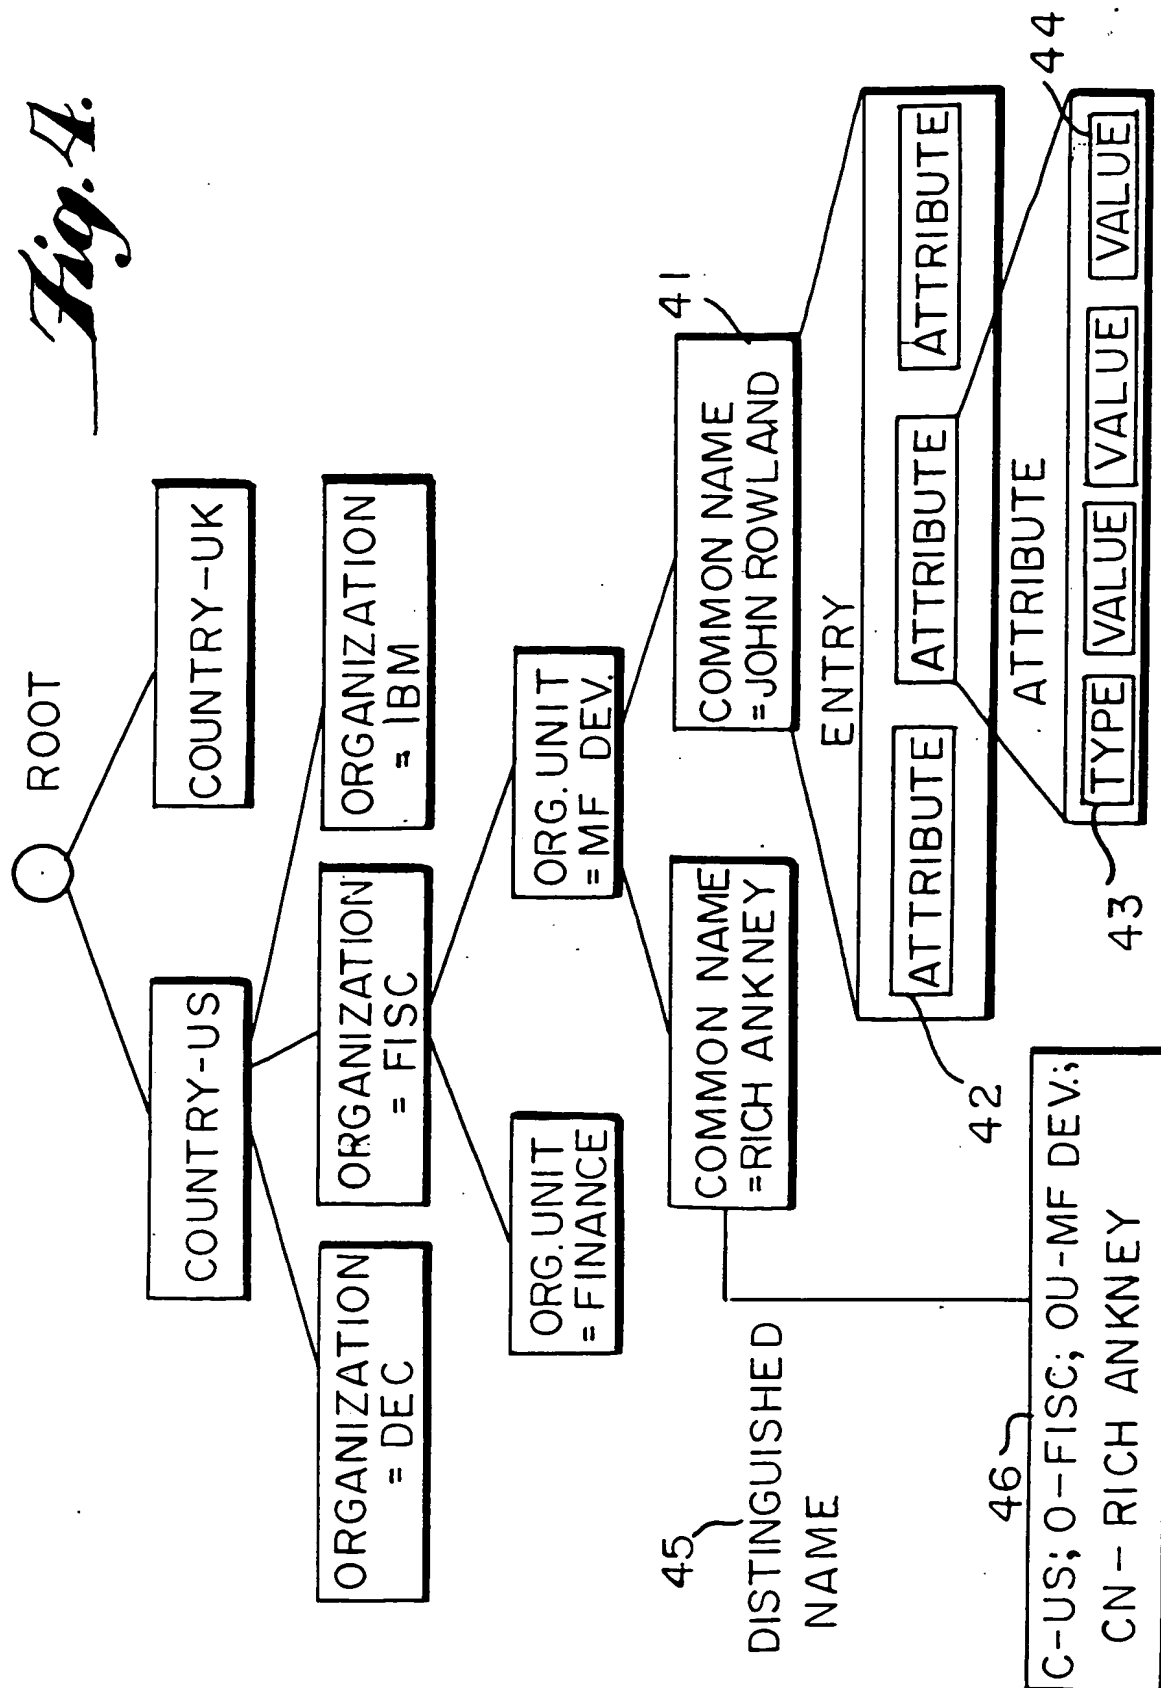 Fig. 4.
ROOT
COUNTRY-US
COUNTRY-UK
ORGANIZATION
= DEC
ORGANIZATION
= FISC
ORGANIZATION
= IBM
ORG. UNIT
= FINANCE
ORG. UNIT
= MF DEV.
COMMON NAME
=RICH ANKNEY
COMMON NAME
=JOHN ROWLAND
41
45
DISTINGUISHED
NAME
ENTRY
ATTRIBUTE
ATTRIBUTE
ATTRIBUTE
42
ATTRIBUTE
TYPE
VALUE
VALUE
VALUE
43
44
46
C-US; O-FISC; OU-MF DEV.;
CN-RICH ANKNEY